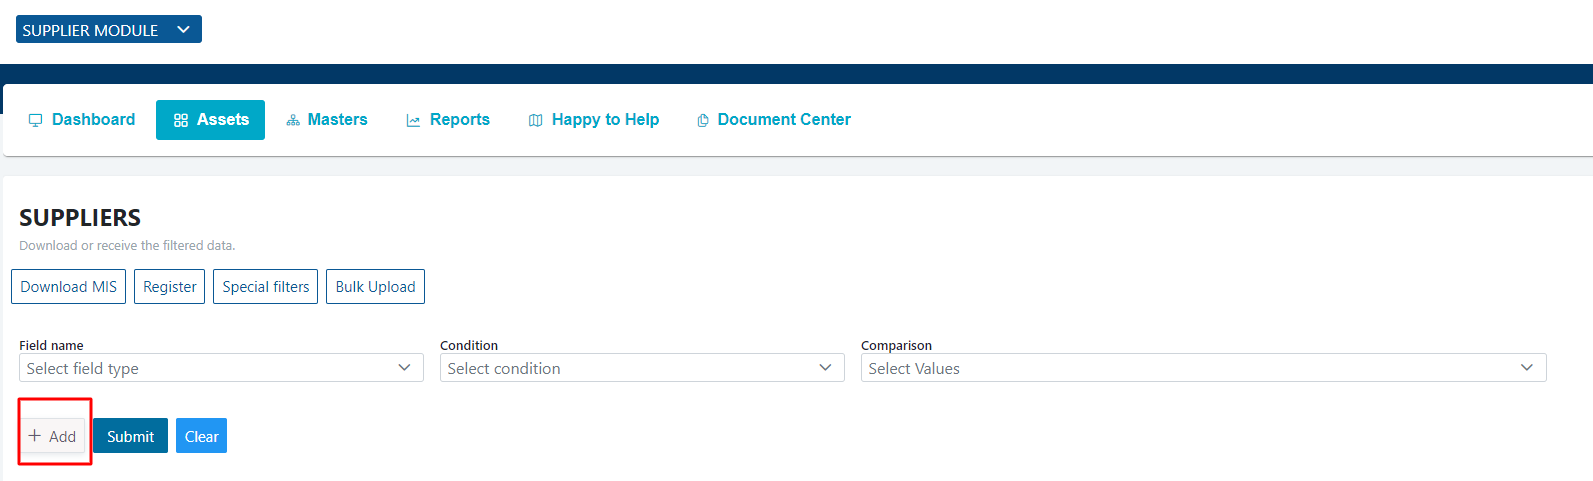 SUPPLIER MODULE
Dashboard Assets Masters Reports Happy to Help Document Center
SUPPLIERS
Download or receive the filtered data.
Download MIS Register Special filters Bulk Upload
Field name Condition Comparison
Select field type Select condition Select Values
+ Add Submit Clear